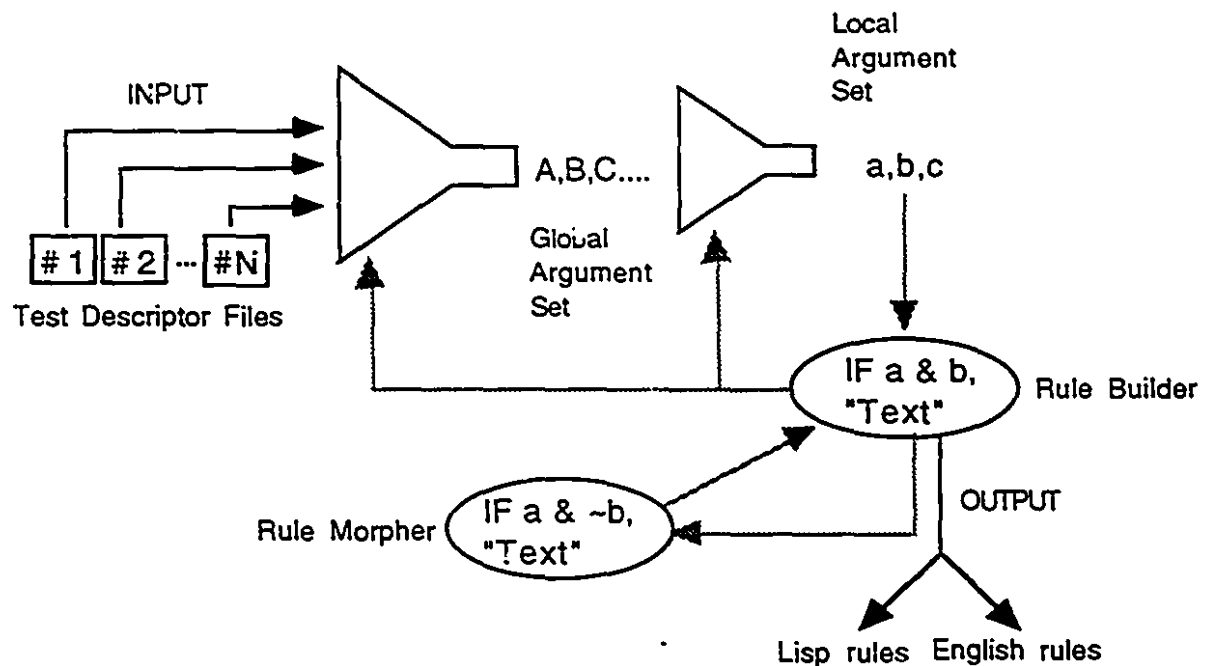 Local
Argument
Set
INPUT
A,B,C....
a,b,c
Global
Argument
Set
#1 #2 ... #N
Test Descriptor Files
IF a & b,
"Text"
Rule Builder
Rule Morpher
IF a & ~b,
"Text"
OUTPUT
Lisp rules English rules